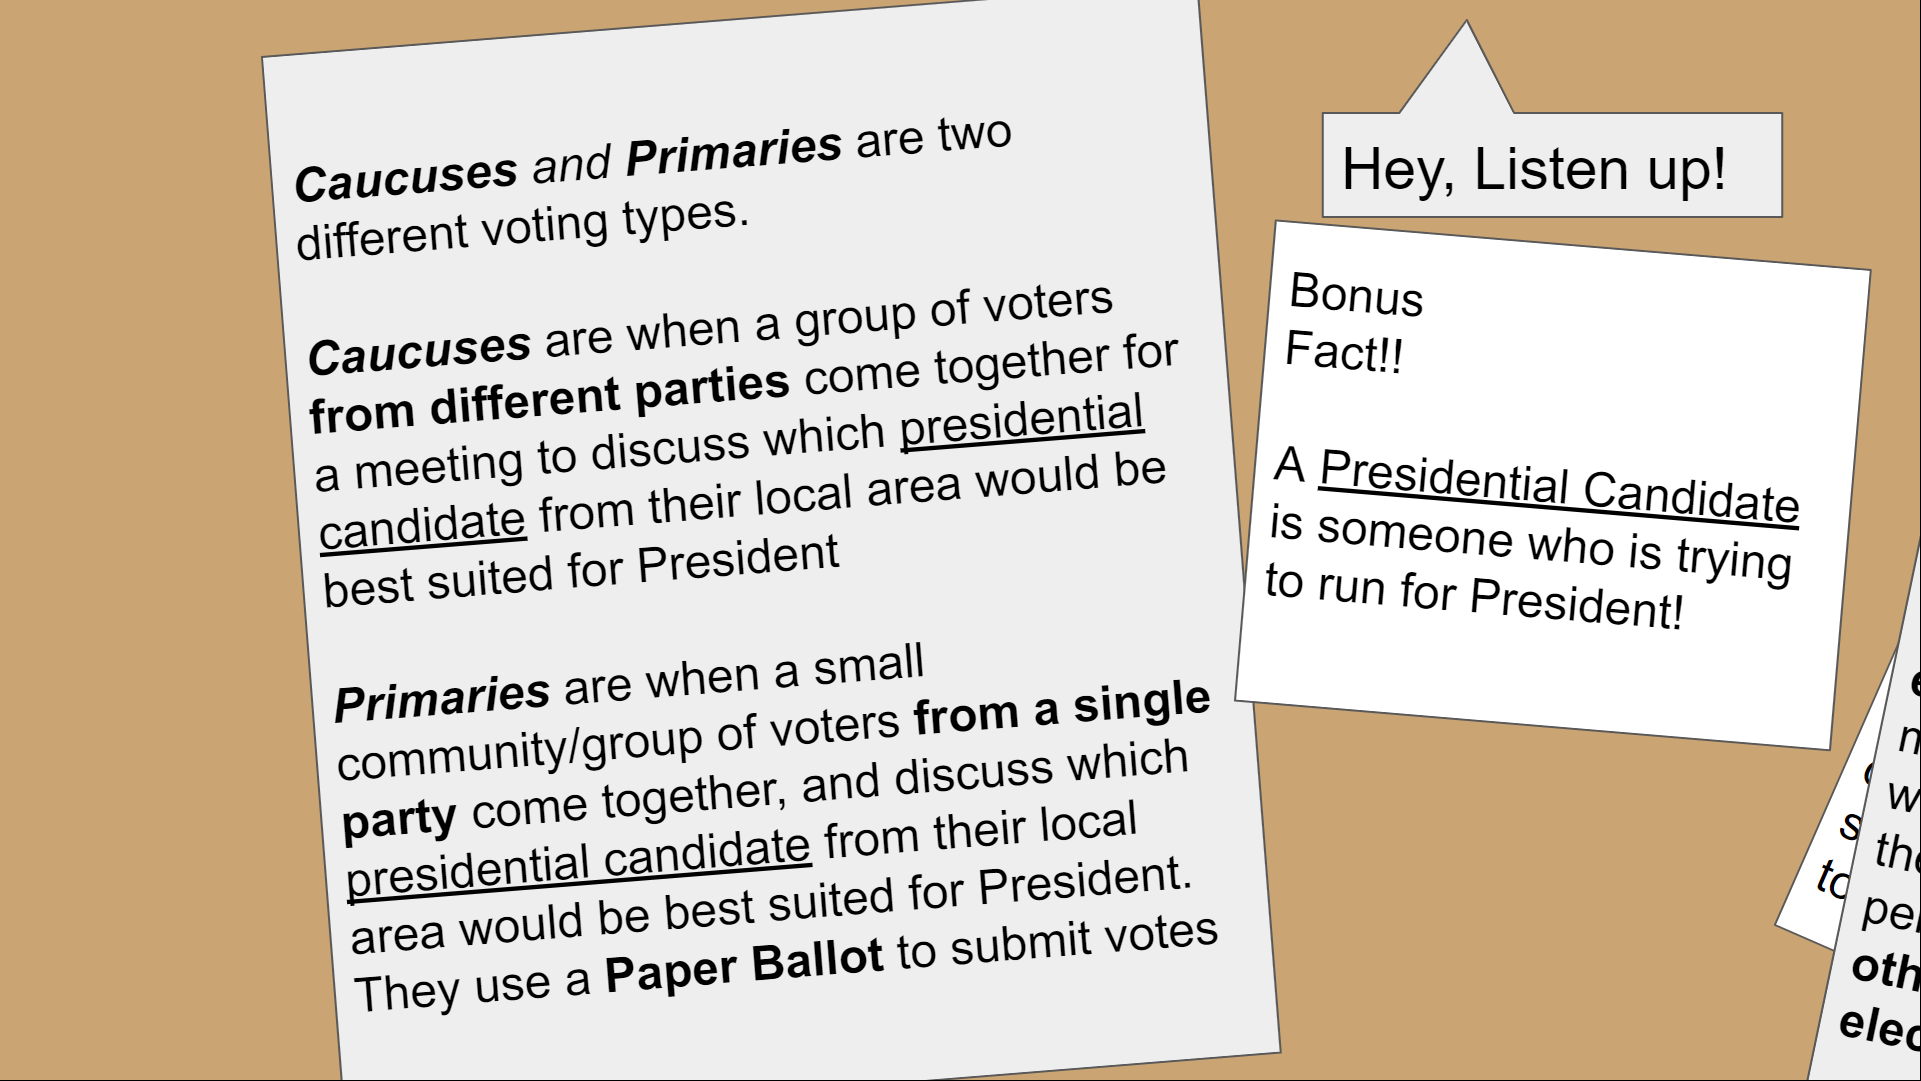 Caucuses and Primaries are two
different voting types.
Caucuses are when a group of voters
from different parties come together for
a meeting to discuss which presidential
candidate from their local area would be
best suited for President
Primaries are when a small
community/group of voters from a single
party come together, and discuss which
presidential candidate from their local
area would be best suited for President.
They use a Paper Ballot to submit votes
Hey, Listen up!
Bonus
Fact!!
A Presidential Candidate
is someone who is trying
to run for President!